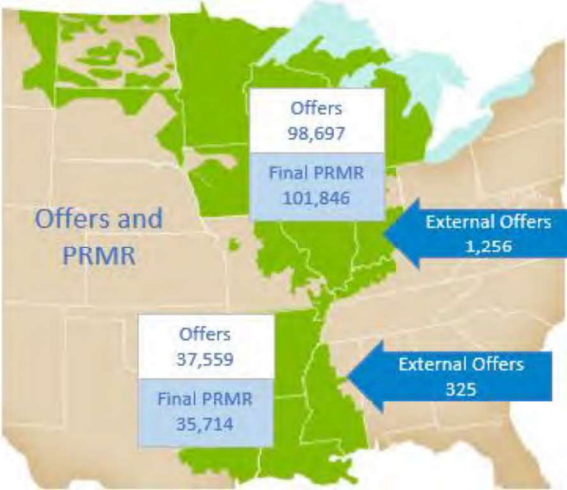 Offers
98,697
Final PRMR
101,846
Offers and
PRMR
External Offers
1,256
Offers
37,559
Final PRMR
35,714
External Offers
325